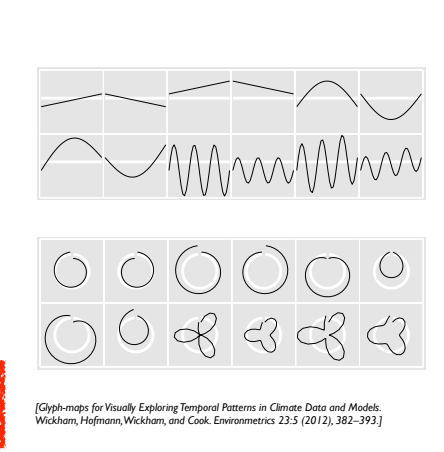 [Glyph-maps for Visually Exploring Temporal Patterns in Climate Data and Models.
Wickham, Hofmann, Wickham, and Cook. Environmetrics 23:5 (2012), 382–393.]